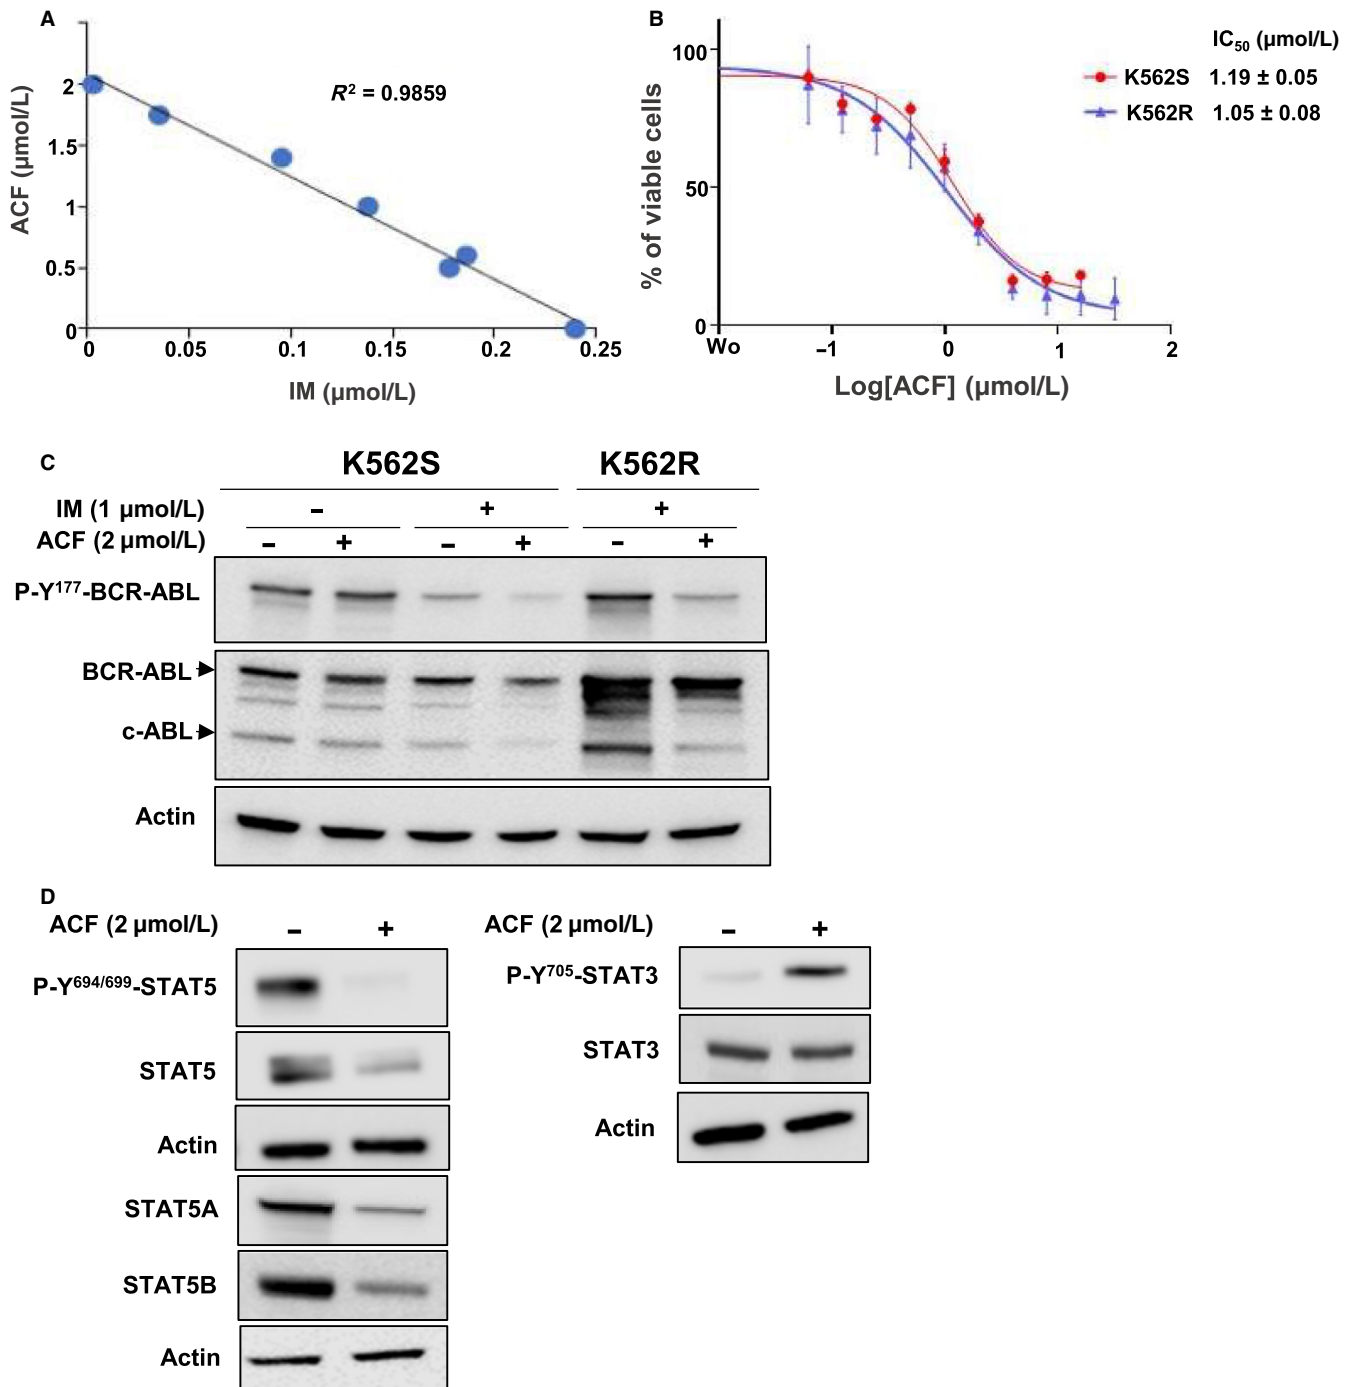 A
ACF (µmol/L)
2
1.5
1
0.5
0
R² = 0.9859
0 0.05 0.1 0.15 0.2 0.25
IM (µmol/L)
B
% of viable cells
100
50
0
IC₅₀ (µmol/L)
K562S 1.19 ± 0.05
K562R 1.05 ± 0.08
Wo –1 0 1 2
Log[ACF] (µmol/L)
C
K562S K562R
IM (1 µmol/L) – + +
ACF (2 µmol/L) – + – + – +
P-Y¹⁷⁷-BCR-ABL
BCR-ABL
c-ABL
Actin
D
ACF (2 µmol/L) – +
P-Y⁶⁹⁴/⁶⁹⁹-STAT5
STAT5
Actin
STAT5A
STAT5B
Actin
ACF (2 µmol/L) – +
P-Y⁷⁰⁵-STAT3
STAT3
Actin